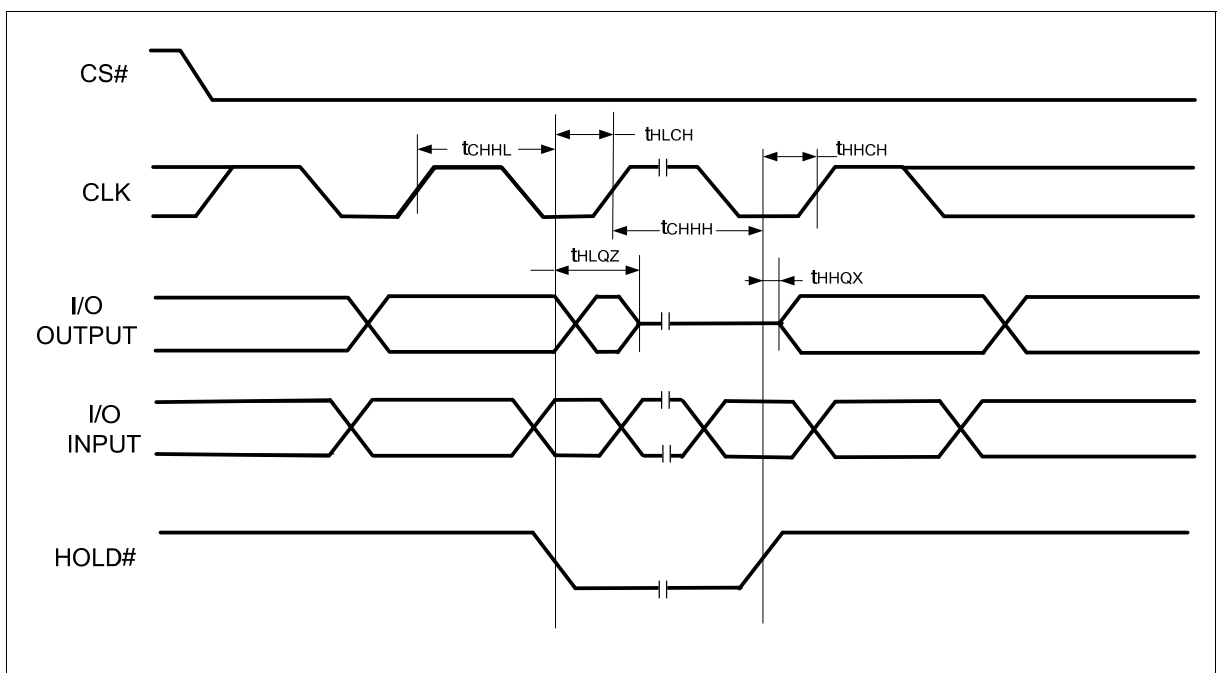 CS#
tCHHL
tHLCH
tHHCH
CLK
tCHHH
tHLQZ
tHHQX
I/O
OUTPUT
I/O
INPUT
HOLD#